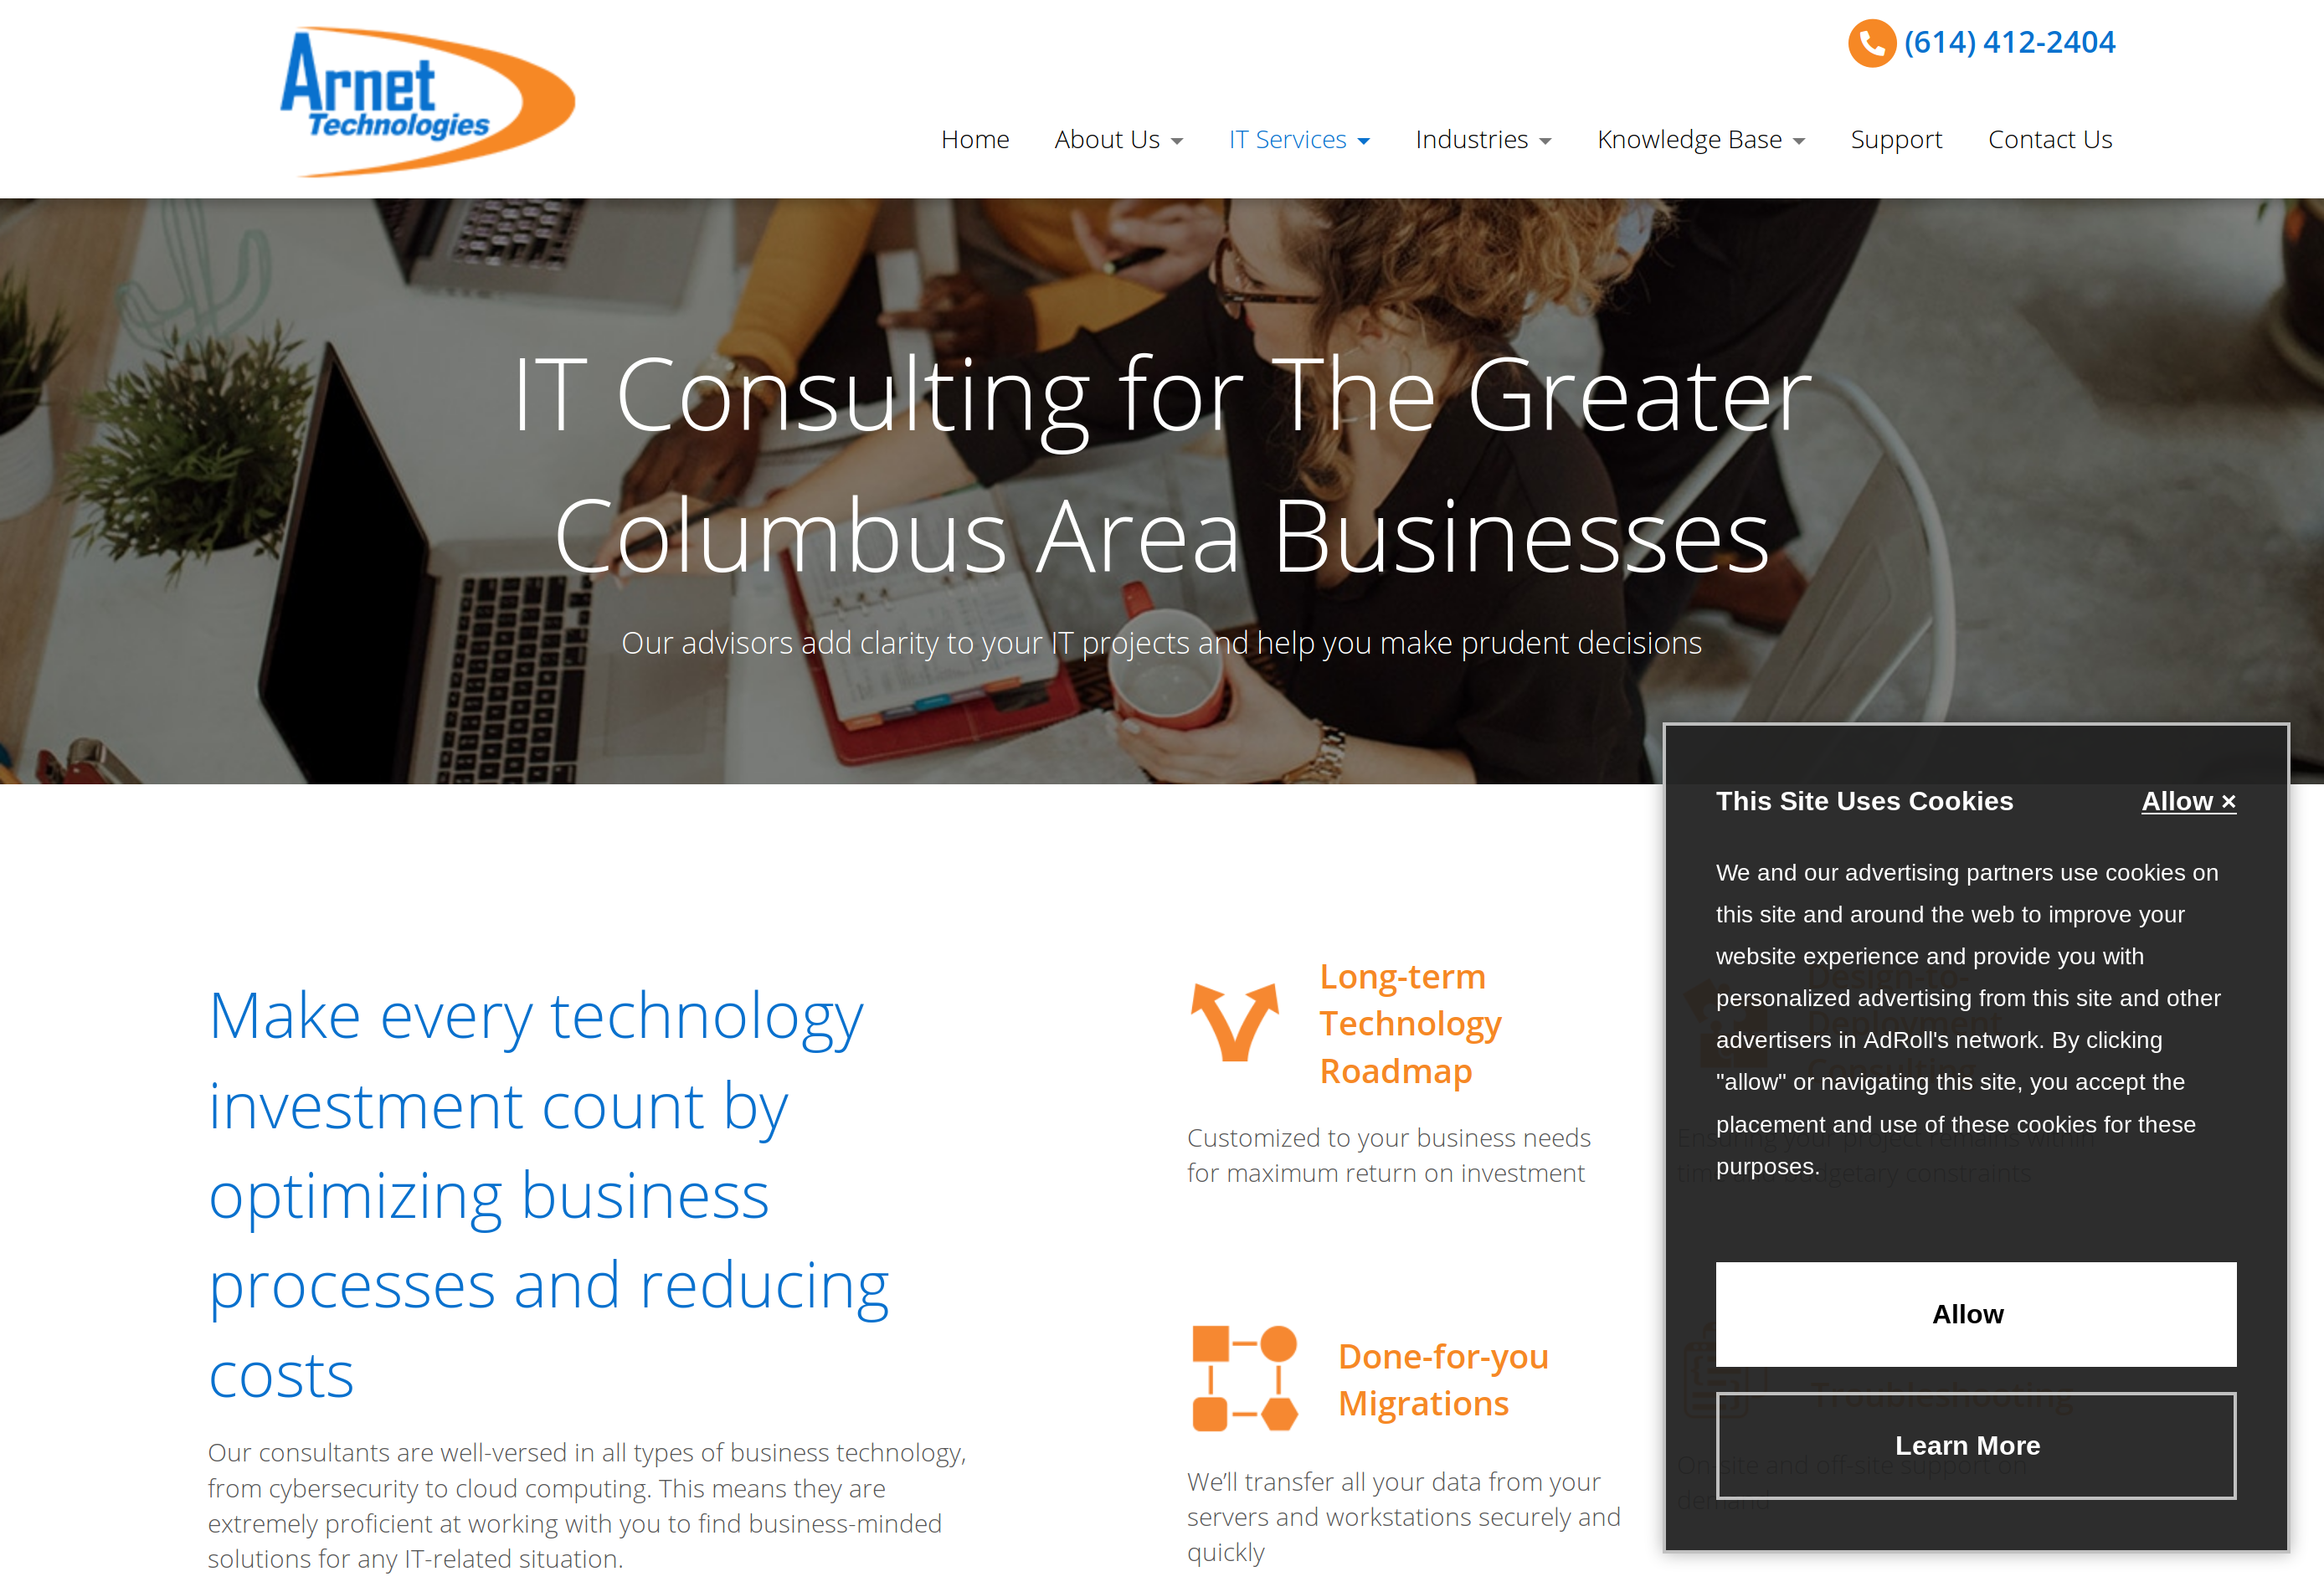 Arnet
Technologies
(614) 412-2404
Home
About Us
IT Services
Industries
Knowledge Base
Support
Contact Us
IT Consulting for The Greater
Columbus Area Businesses
Our advisors add clarity to your IT projects and help you make prudent decisions
Make every technology
investment count by
optimizing business
processes and reducing
costs
Our consultants are well-versed in all types of business technology,
from cybersecurity to cloud computing. This means they are
extremely proficient at working with you to find business-minded
solutions for any IT-related situation.
Long-term
Technology
Roadmap
Customized to your business needs
for maximum return on investment
Done-for-you
Migrations
We'll transfer all your data from your
servers and workstations securely and
quickly
This Site Uses Cookies
Allow ×
We and our advertising partners use cookies on
this site and around the web to improve your
website experience and provide you with
personalized advertising from this site and other
advertisers in AdRoll's network. By clicking
"allow" or navigating this site, you accept the
placement and use of these cookies for these
purposes.
Allow
Learn More
Troubleshooting
On-site and off-site support on
demand